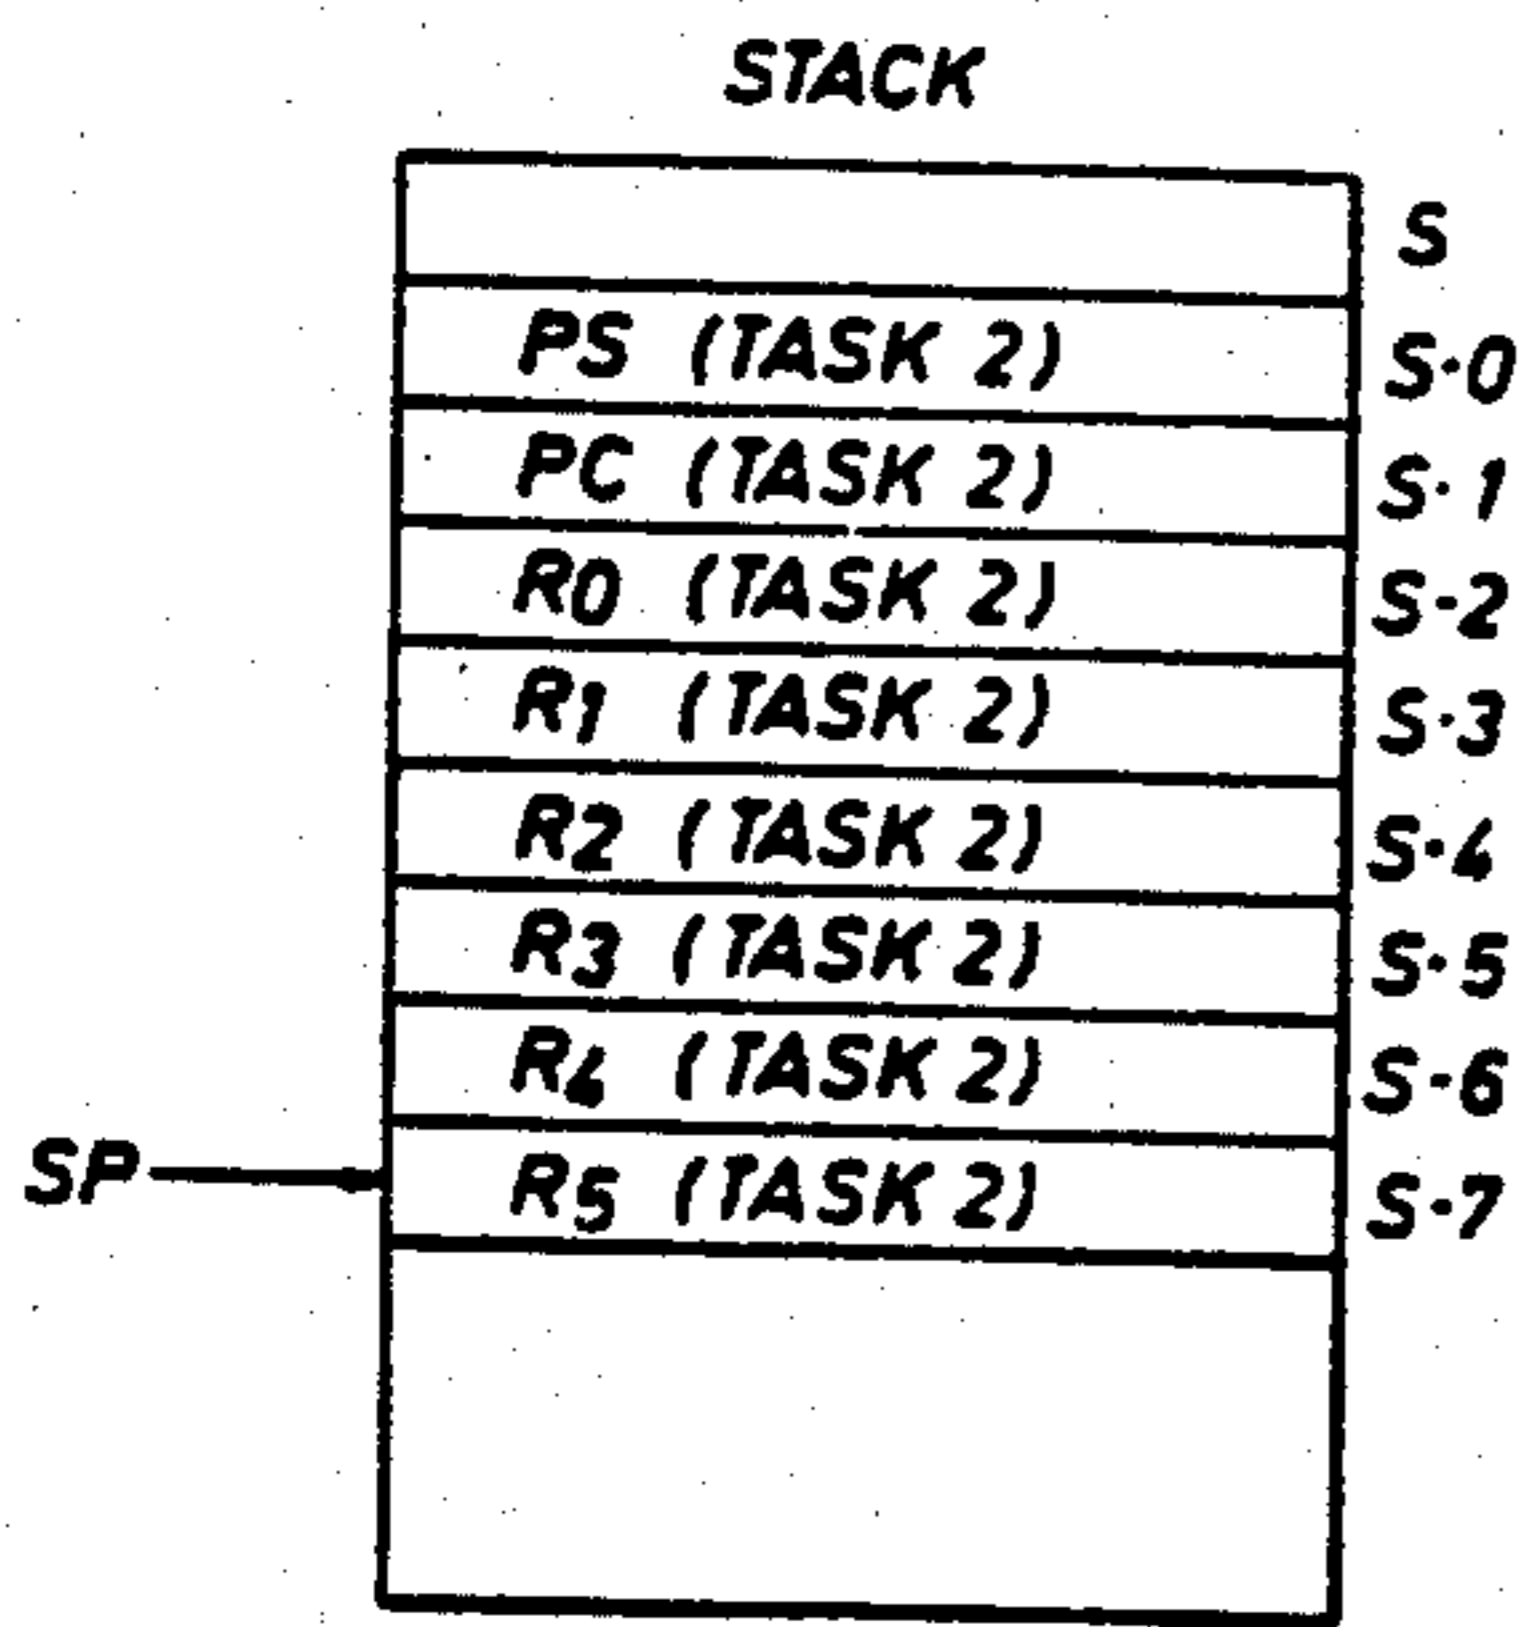 STACK
S
PS (TASK 2) S·0
PC (TASK 2) S·1
R0 (TASK 2) S·2
R1 (TASK 2) S·3
R2 (TASK 2) S·4
R3 (TASK 2) S·5
R4 (TASK 2) S·6
SP R5 (TASK 2) S·7